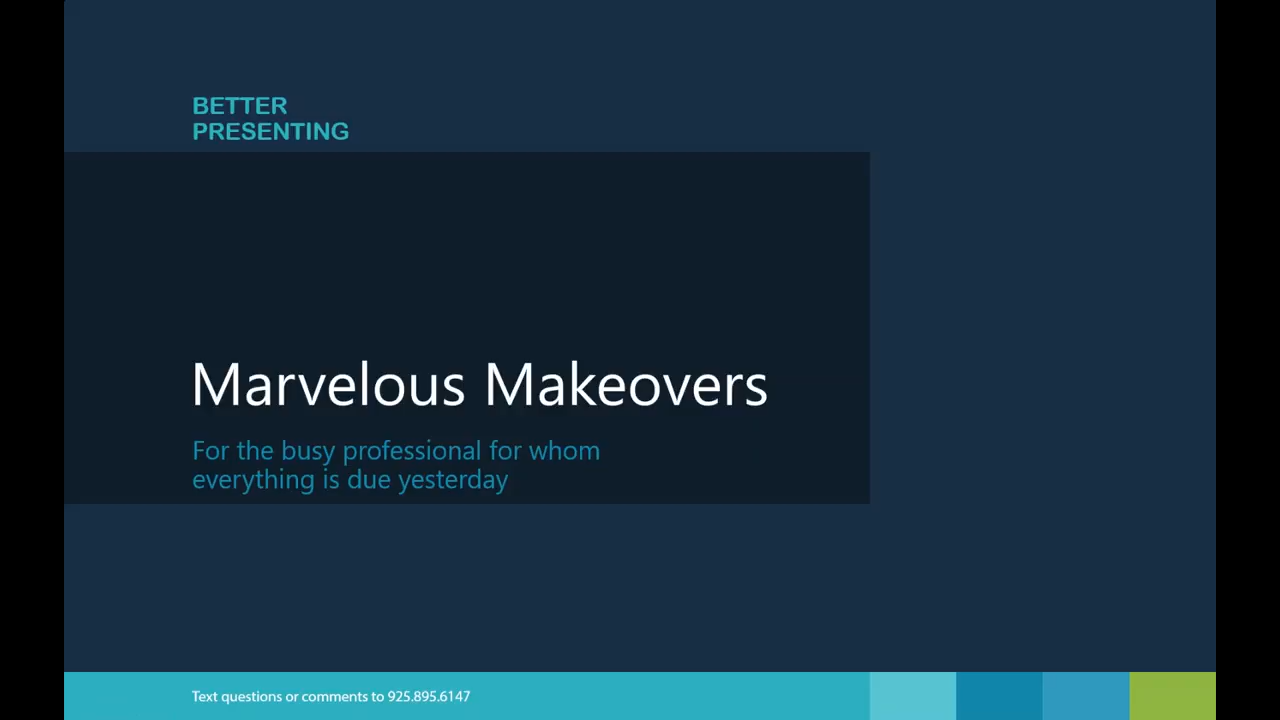 BETTER
PRESENTING
Marvelous Makeovers
For the busy professional for whom
everything is due yesterday
Text questions or comments to 925.895.6147